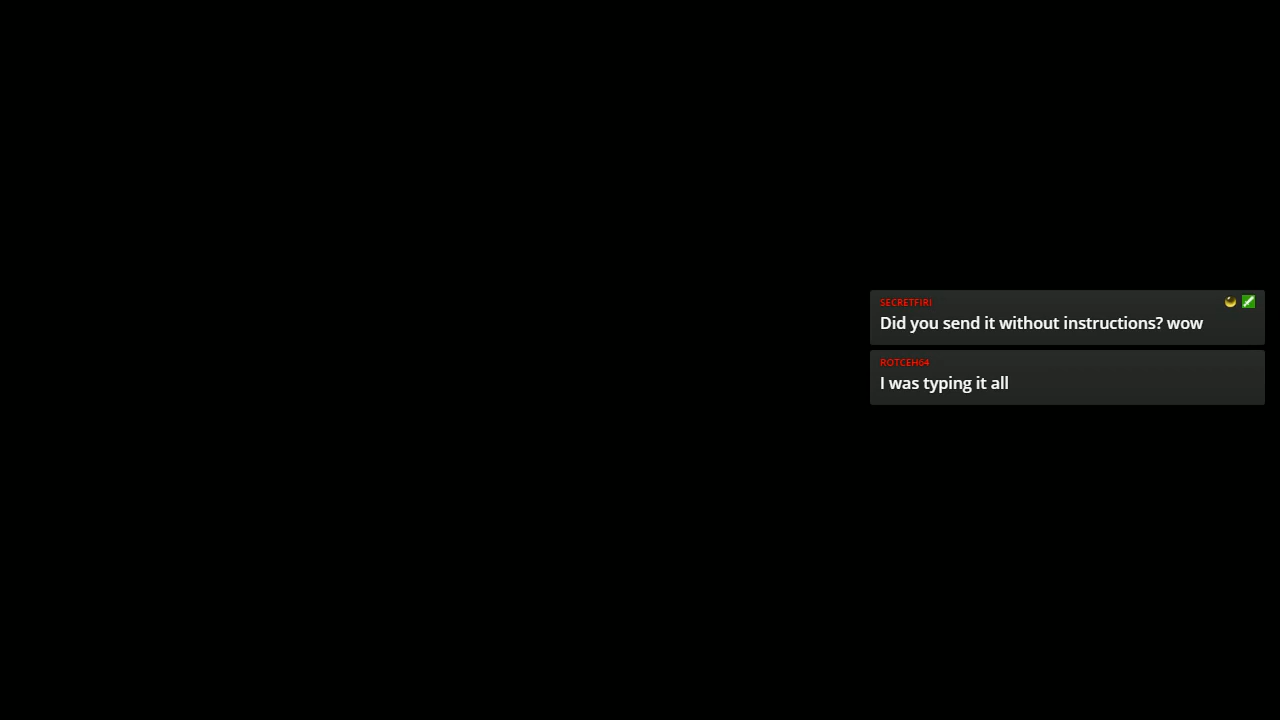 SECRETFIRI
Did you send it without instructions? wow
ROTCEH64
I was typing it all